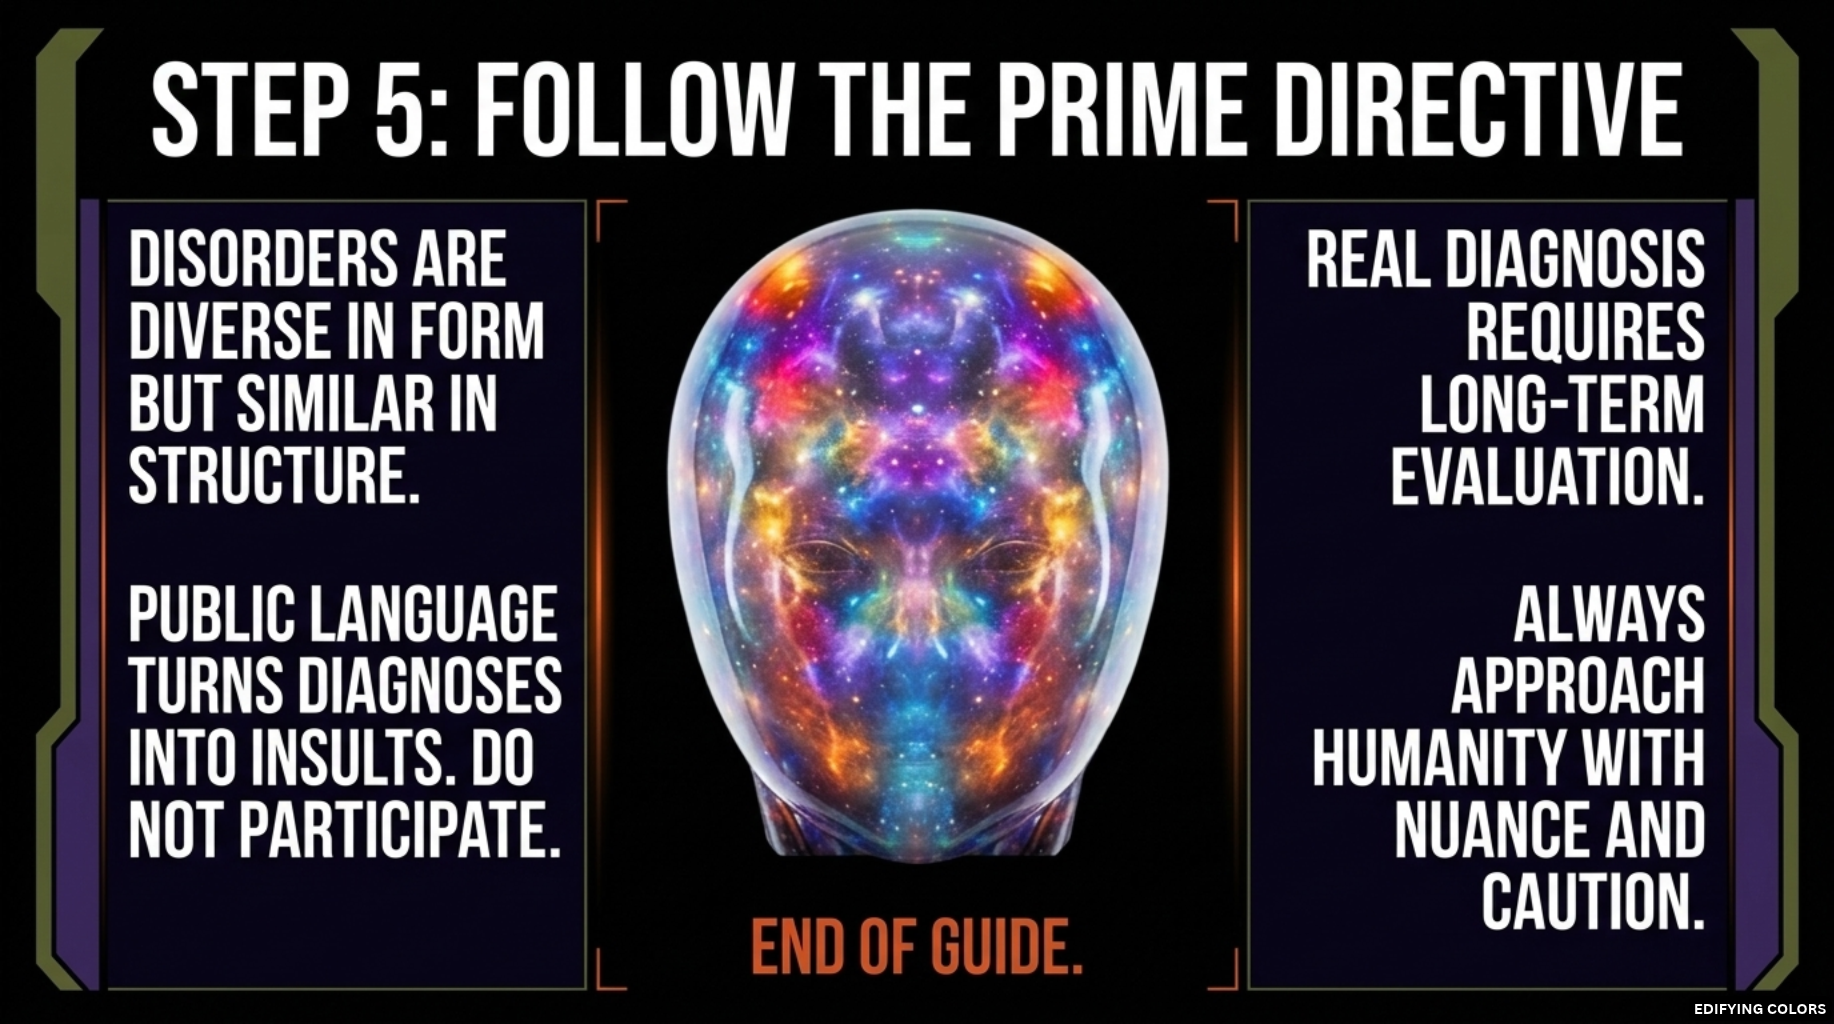 STEP 5: FOLLOW THE PRIME DIRECTIVE
DISORDERS ARE
DIVERSE IN FORM
BUT SIMILAR IN
STRUCTURE.
PUBLIC LANGUAGE
TURNS DIAGNOSES
INTO INSULTS. DO
NOT PARTICIPATE.
REAL DIAGNOSIS
REQUIRES
LONG-TERM
EVALUATION.
ALWAYS
APPROACH
HUMANITY WITH
NUANCE AND
CAUTION.
END OF GUIDE.
EDIFYING COLORS